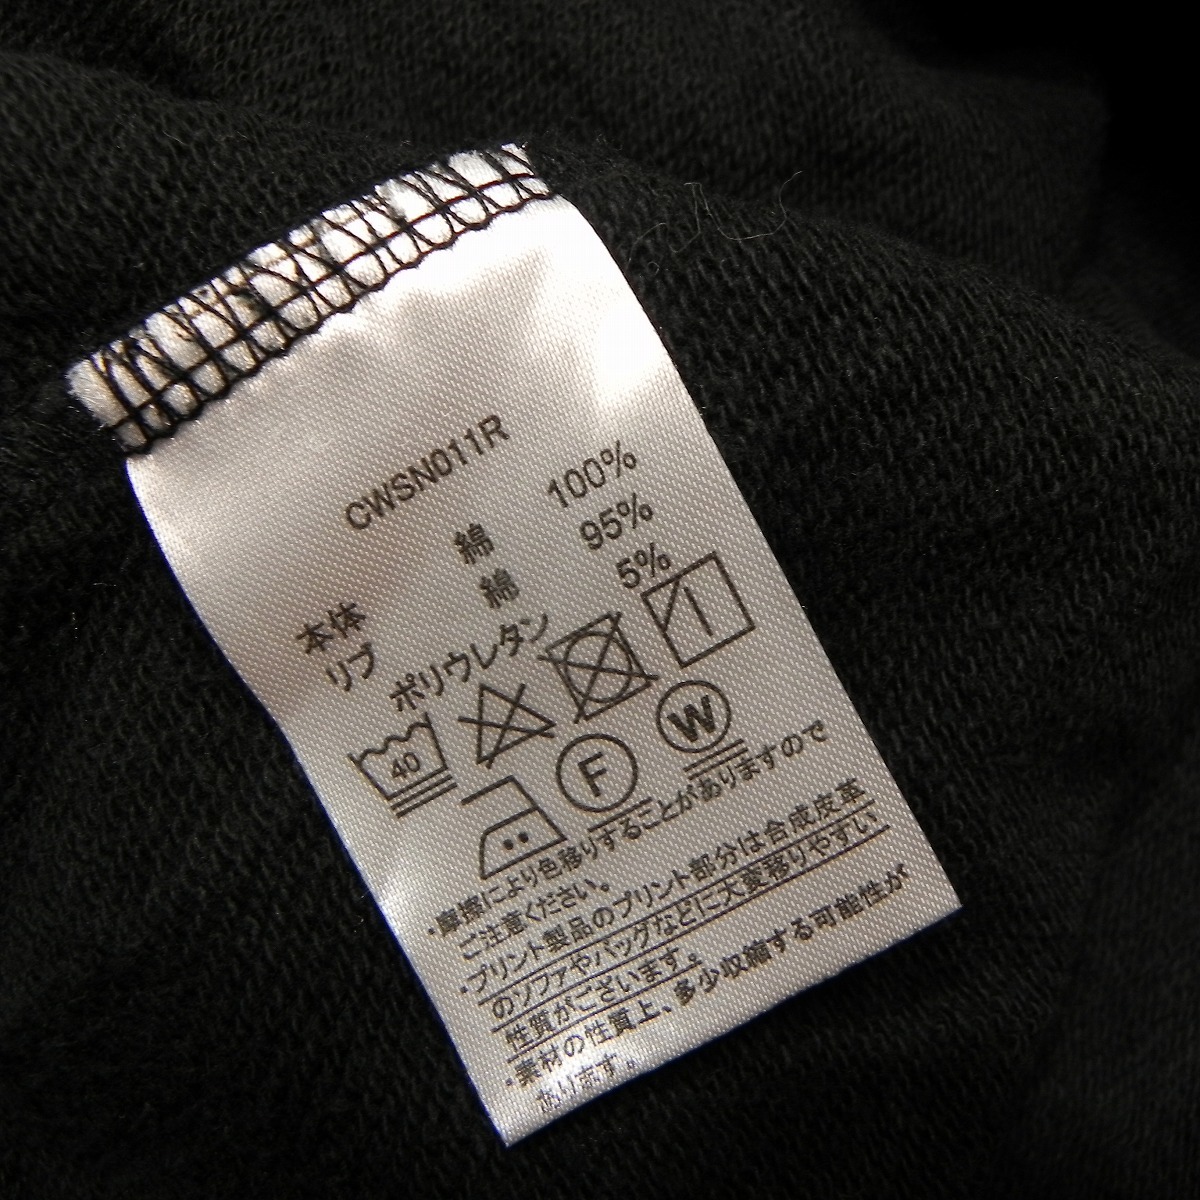 CWSN011R
本体 綿 100%
リブ 綿 95%
ポリウレタン 5%
40
F W
・摩擦により色移りすることがありますので
ご注意ください。
・プリント製品のプリント部分は合成皮革
のソファやバッグなどに大変移りやすい
性質がございます。
・素材の性質上、多少収縮する可能性が
あります。